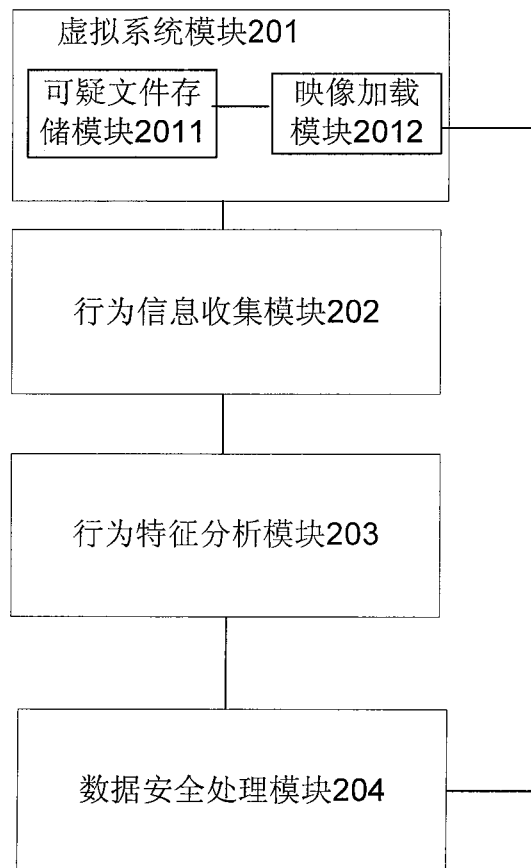 虚拟系统模块201
可疑文件存
储模块2011
映像加载
模块2012
行为信息收集模块202
行为特征分析模块203
数据安全处理模块204